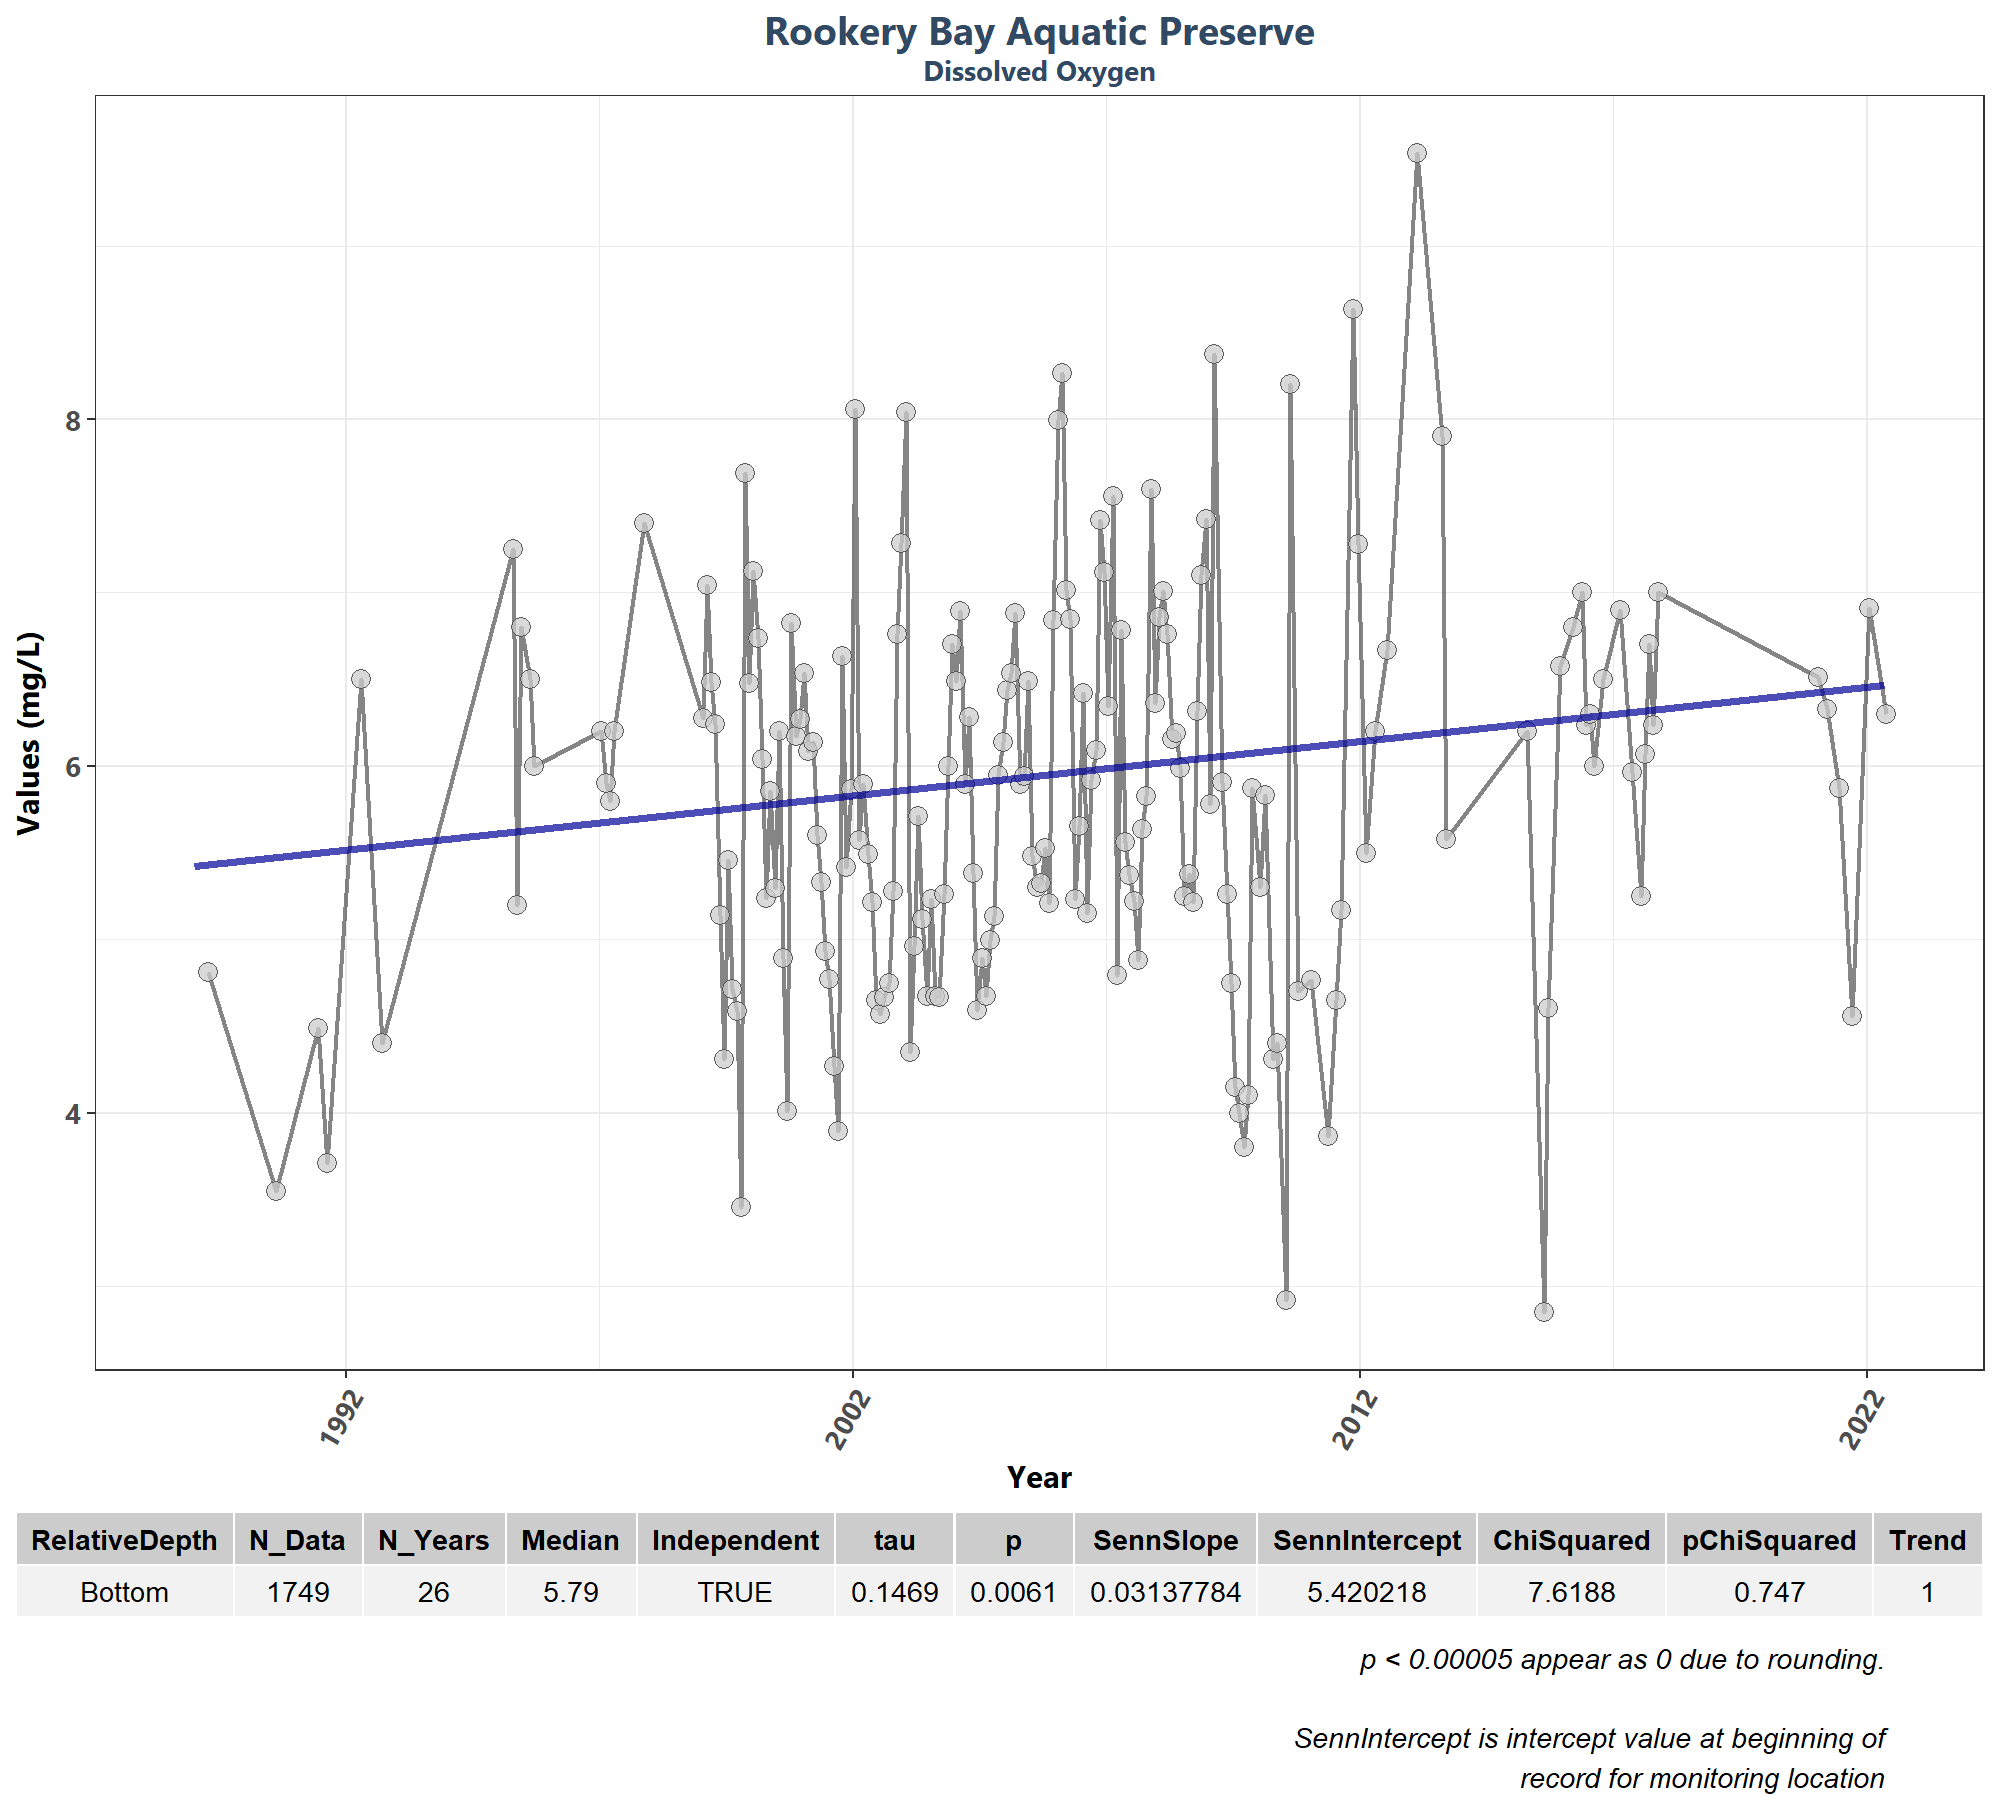 Rookery Bay Aquatic Preserve
Dissolved Oxygen
Values (mg/L)
8
6
4
1992 2002 2012 2022
Year
RelativeDepth N_Data N_Years Median Independent tau p SennSlope SennIntercept ChiSquared pChiSquared Trend
Bottom 1749 26 5.79 TRUE 0.1469 0.0061 0.03137784 5.420218 7.6188 0.747 1
p < 0.00005 appear as 0 due to rounding.
SennIntercept is intercept value at beginning of
record for monitoring location